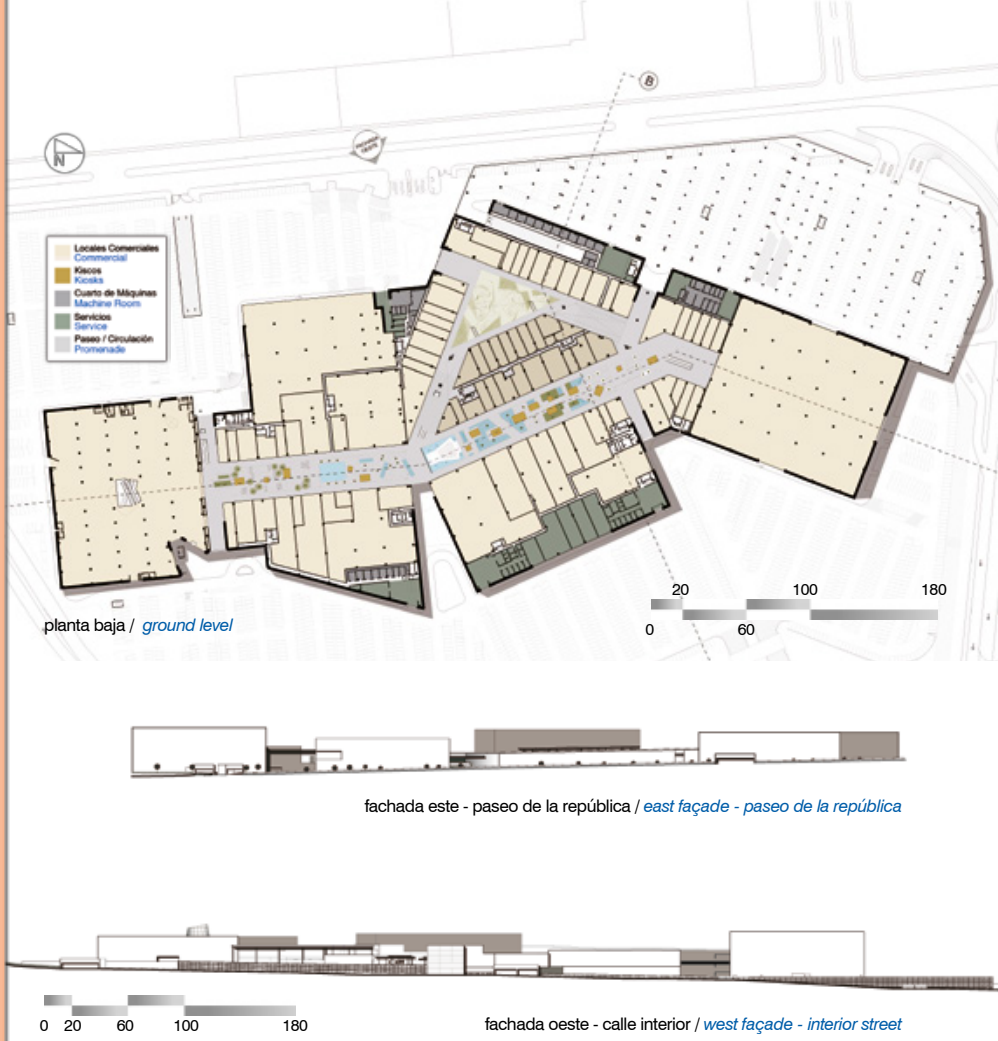 B
N
FACHADA
OESTE
Locales Comerciales
Commercial
Kiscos
Kiosks
Cuarto de Máquinas
Machine Room
Servicios
Service
Paseo / Circulación
Promenade
20 100 180
0 60
planta baja / ground level
fachada este - paseo de la república / east façade - paseo de la república
0 20 60 100 180
fachada oeste - calle interior / west façade - interior street